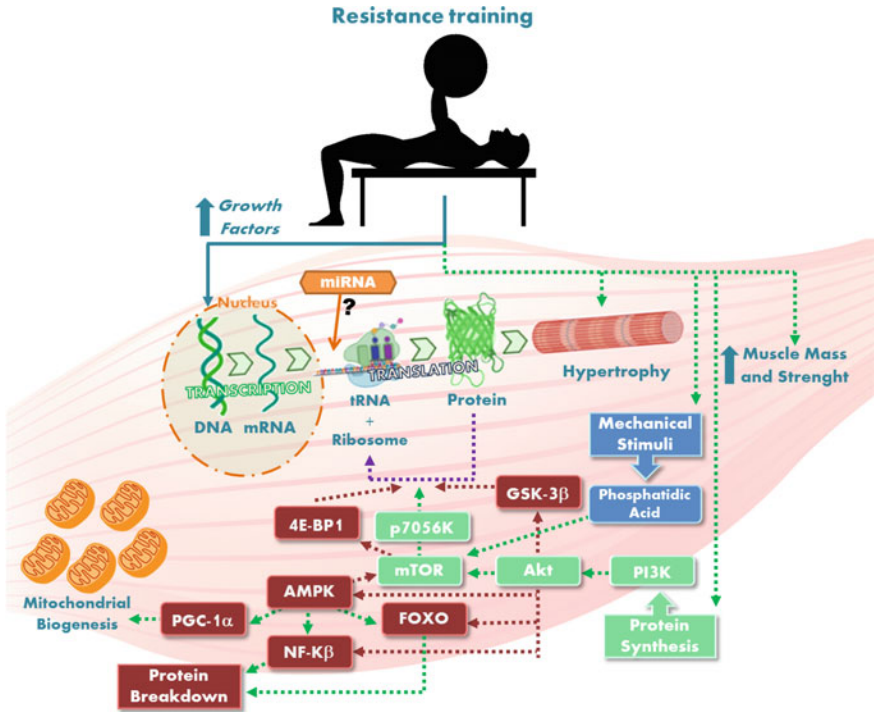 Resistance training
Growth
Factors
miRNA
?
Nucleus
TRANSCRIPTION
TRANSLATION
DNA mRNA
tRNA
+
Ribosome
Protein
Hypertrophy
Muscle Mass
and Strenght
Mechanical
Stimuli
Phosphatidic
Acid
GSK-3β
4E-BP1
p7056K
mTOR
Akt
PI3K
Protein
Synthesis
AMPK
PGC-1α
FOXO
NF-Kβ
Mitochondrial
Biogenesis
Protein
Breakdown